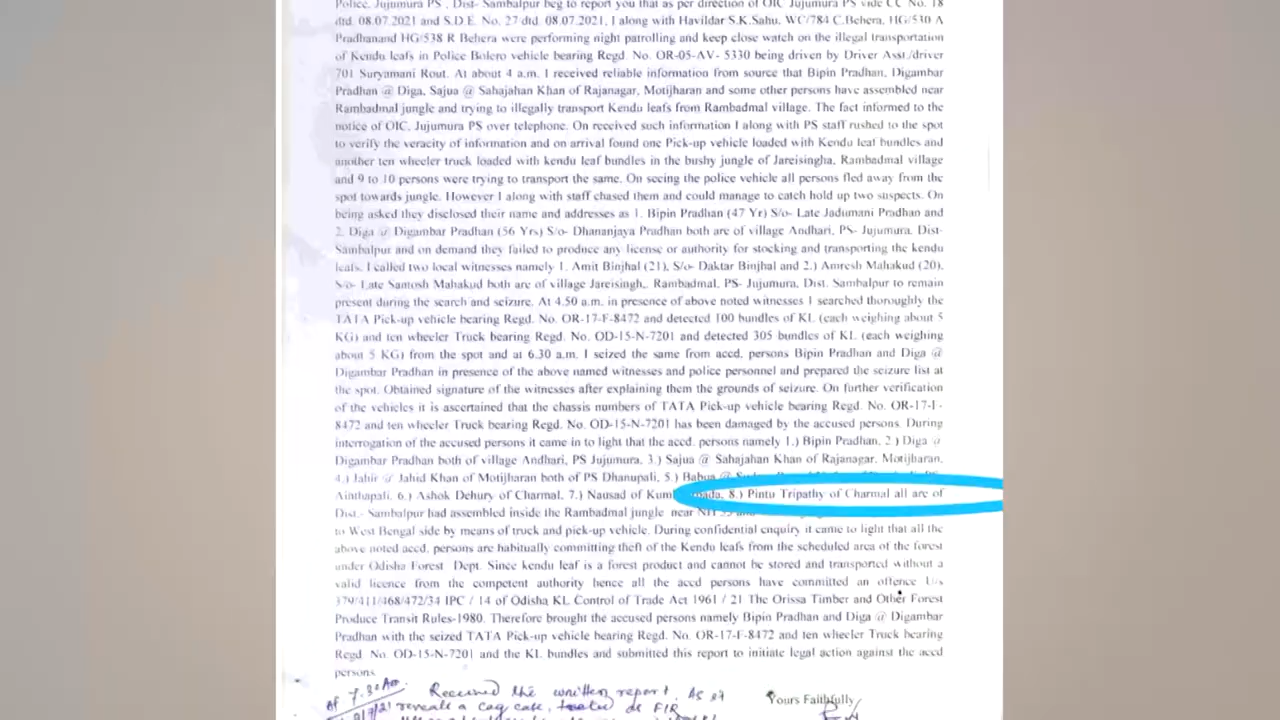 Police, Jujumura PS , Dist- Sambalpur beg to report you that as per direction of OIC Jujumura PS vide CC No. 18
dtd. 08.07.2021 and S.D.E. No. 27 dtd. 08.07.2021, I along with Havildar S.K.Sahu, WC/784 C.Behera, HG/530 A
Pradhanand HG/538 R Behera were performing night patrolling and keep close watch on the illegal transportation
of Kendu leafs in Police Bolero vehicle bearing Regd. No. OR-05-AV- 5330 being driven by Driver Asst./driver
701 Suryamani Rout. At about 4 a.m. I received reliable information from source that Bipin Pradhan, Digambar
Pradhan @ Diga, Sajua @ Sahajahan Khan of Rajanagar, Motijharan and some other persons have assembled near
Rambadmal jungle and trying to illegally transport Kendu leafs from Rambadmal village. The fact informed to the
notice of OIC, Jujumura PS over telephone. On received such information I along with PS staff rushed to the spot
to verify the veracity of information and on arrival found one Pick-up vehicle loaded with Kendu leaf bundles and
another ten wheeler truck loaded with kendu leaf bundles in the bushy jungle of Jareisingha, Rambadmal village
and 9 to 10 persons were trying to transport the same. On seeing the police vehicle all persons fled away from the
spot towards jungle. However I along with staff chased them and could manage to catch hold up two suspects. On
being asked they disclosed their name and addresses as 1. Bipin Pradhan (47 Yr) S/o- Late Jadumani Pradhan and
2. Diga @ Digambar Pradhan (56 Yrs) S/o- Dhananjaya Pradhan both are of village Andhari, PS- Jujumura, Dist-
Sambalpur and on demand they failed to produce any license or authority for stocking and transporting the kendu
leafs. I called two local witnesses namely 1. Amit Binjhal (21), S/o- Daktar Binjhal and 2.) Amresh Mahakud (20),
S/o- Late Santosh Mahakud both are of village Jareisingh,. Rambadmal, PS- Jujumura, Dist. Sambalpur to remain
present during the search and seizure. At 4.50 a.m. in presence of above noted witnesses I searched thoroughly the
TATA Pick-up vehicle bearing Regd. No. OR-17-F-8472 and detected 100 bundles of KL (each weighing about 5
KG) and ten wheeler Truck bearing Regd. No. OD-15-N-7201 and detected 305 bundles of KL (each weighing
about 5 KG) from the spot and at 6.30 a.m. I seized the same from accd. persons Bipin Pradhan and Diga @
Digambar Pradhan in presence of the above named witnesses and police personnel and prepared the seizure list at
the spot. Obtained signature of the witnesses after explaining them the grounds of seizure. On further verification
of the vehicles it is ascertained that the chassis numbers of TATA Pick-up vehicle bearing Regd. No. OR-17-F-
8472 and ten wheeler Truck bearing Regd. No. OD-15-N-7201 has been damaged by the accused persons. During
interrogation of the accused persons it came in to light that the accd. persons namely 1.) Bipin Pradhan, 2.) Diga @
Digambar Pradhan both of village Andhari, PS Jujumura, 3.) Sajua @ Sahajahan Khan of Rajanagar, Motijharan,
4.) Jahir @ Jahid Khan of Motijharan both of PS Dhanupali, 5.) Babua @
Ainthapali, 6.) Ashok Dehury of Charmal, 7.) Nausad of 8.) Pintu Tripathy of Charmal all are of
Dist.- Sambalpur had assembled inside the Rambadmal jungle near
to West Bengal side by means of truck and pick-up vehicle. During confidential enquiry it came to light that all the
above noted accd. persons are habitually committing theft of the Kendu leafs from the scheduled area of the forest
under Odisha Forest Dept. Since kendu leaf is a forest product and cannot be stored and transported without a
valid licence from the competent authority hence all the accd persons have committed an offence U/s
379/411/468/472/34 IPC / 14 of Odisha KL Control of Trade Act 1961 / 21 The Orissa Timber and Other Forest
Produce Transit Rules-1980. Therefore brought the accused persons namely Bipin Pradhan and Diga @ Digambar
Pradhan with the seized TATA Pick-up vehicle bearing Regd. No. OR-17-F-8472 and ten wheeler Truck bearing
Regd. No. OD-15-N-7201 and the KL bundles and submitted this report to initiate legal action against the accd
persons.
Received the written report. As it
Yours Faithfully
reveals a cog case, treated as FIR